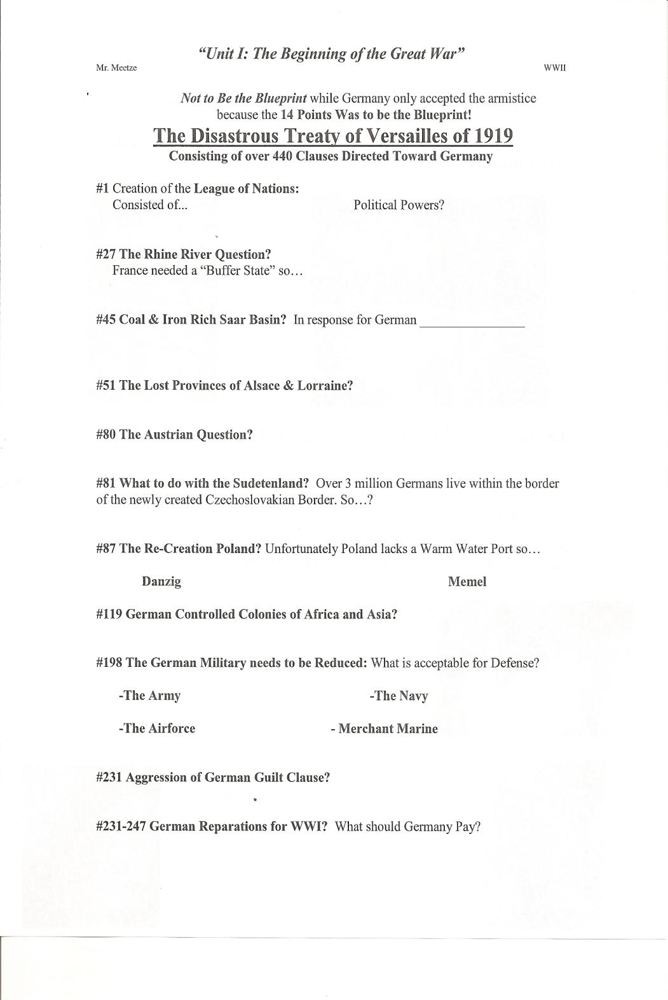 “Unit I: The Beginning of the Great War”
Mr. Meetze WWII
Not to Be the Blueprint while Germany only accepted the armistice
because the 14 Points Was to be the Blueprint!
The Disastrous Treaty of Versailles of 1919
Consisting of over 440 Clauses Directed Toward Germany
#1 Creation of the League of Nations:
Consisted of... Political Powers?
#27 The Rhine River Question?
France needed a “Buffer State” so…
#45 Coal & Iron Rich Saar Basin? In response for German ________________
#51 The Lost Provinces of Alsace & Lorraine?
#80 The Austrian Question?
#81 What to do with the Sudetenland? Over 3 million Germans live within the border
of the newly created Czechoslovakian Border. So…?
#87 The Re-Creation Poland? Unfortunately Poland lacks a Warm Water Port so…
Danzig Memel
#119 German Controlled Colonies of Africa and Asia?
#198 The German Military needs to be Reduced: What is acceptable for Defense?
-The Army -The Navy
-The Airforce - Merchant Marine
#231 Aggression of German Guilt Clause?
#231-247 German Reparations for WWI? What should Germany Pay?